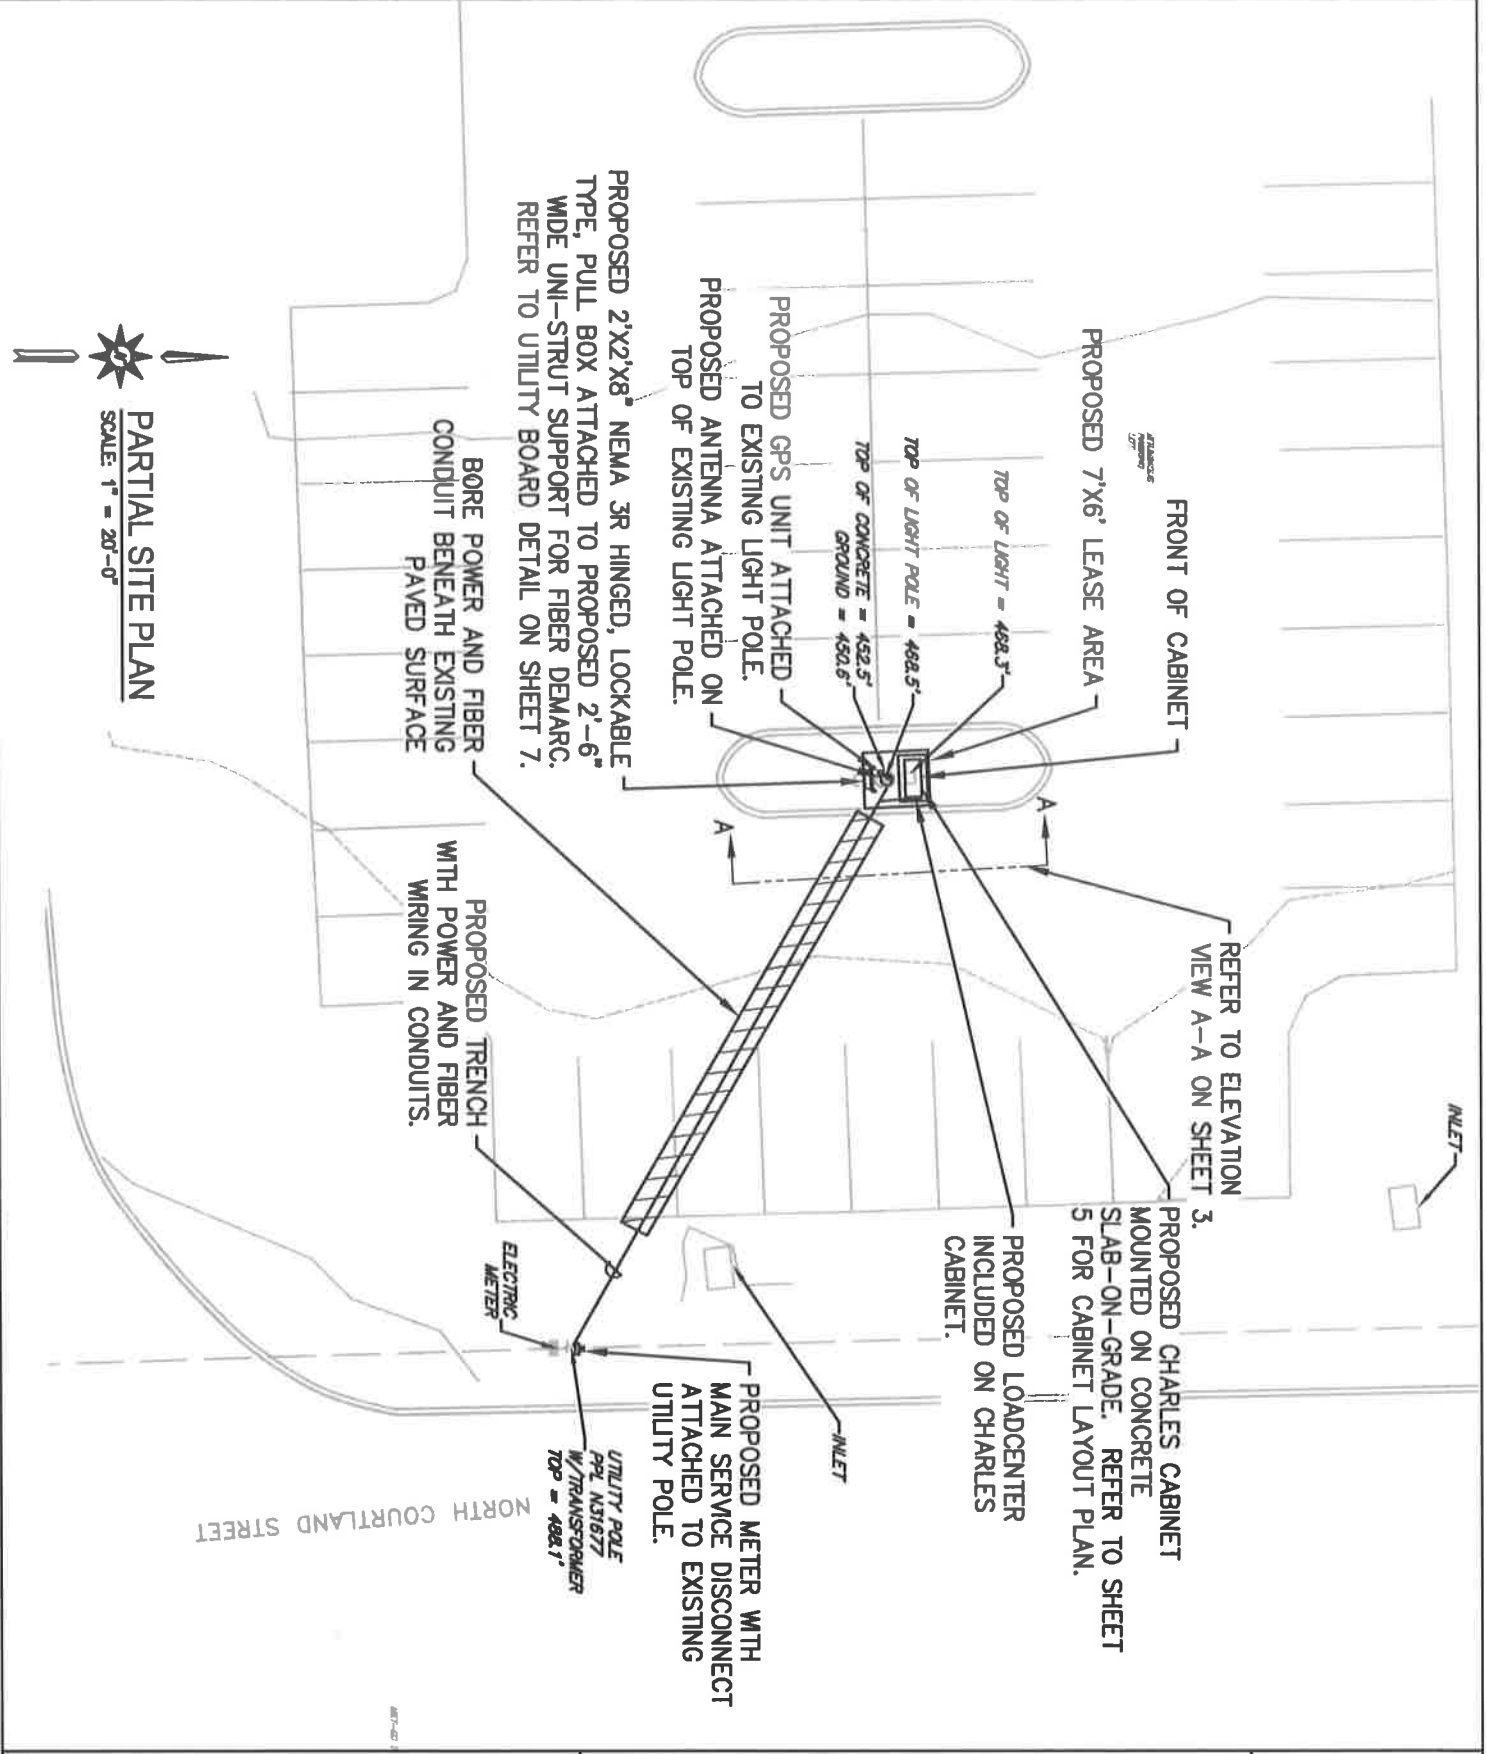 INLET
REFER TO ELEVATION
VIEW A-A ON SHEET 3.
PROPOSED CHARLES CABINET
MOUNTED ON CONCRETE
SLAB-ON-GRADE. REFER TO SHEET
5 FOR CABINET LAYOUT PLAN.
FRONT OF CABINET
PROPOSED 7'X6' LEASE AREA
TOP OF LIGHT = 488.3'
TOP OF LIGHT POLE = 488.5'
TOP OF CONCRETE = 452.5'
GROUND = 450.6'
PROPOSED LOADCENTER
INCLUDED ON CHARLES
CABINET.
A
A
PROPOSED GPS UNIT ATTACHED
TO EXISTING LIGHT POLE.
PROPOSED ANTENNA ATTACHED ON
TOP OF EXISTING LIGHT POLE.
INLET
PROPOSED METER WITH
MAIN SERVICE DISCONNECT
ATTACHED TO EXISTING
UTILITY POLE.
PROPOSED 2'X2'X8" NEMA 3R HINGED, LOCKABLE
TYPE, PULL BOX ATTACHED TO PROPOSED 2'-6"
WIDE UNI-STRUT SUPPORT FOR FIBER DEMARC.
REFER TO UTILITY BOARD DETAIL ON SHEET 7.
UTILITY POLE
PPL N31677
W/TRANSFORMER
TOP = 488.1'
ELECTRIC
METER
BORE POWER AND FIBER
CONDUIT BENEATH EXISTING
PAVED SURFACE
PROPOSED TRENCH
WITH POWER AND FIBER
WIRING IN CONDUITS.
NORTH COURTLAND STREET
PARTIAL SITE PLAN
SCALE: 1" = 20'-0"